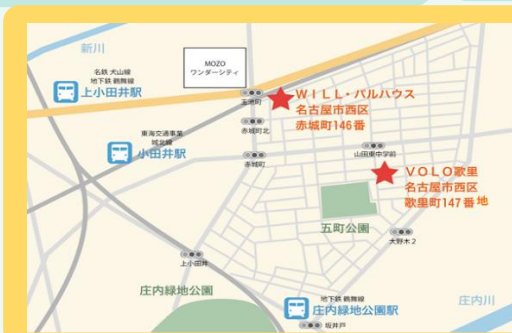 新川
MOZO
ワンダーシティ
名鉄 犬山線
地下鉄 鶴舞線
上小田井駅
玉池町
WILL・パルハウス
名古屋市西区
赤城町146番
赤城町北
東海交通事業
城北線
小田井駅
赤城町
山田東中学前
VOLO歌里
名古屋市西区
歌里町147番地
五町公園
大野木2
上小田井
庄内緑地公園
地下鉄 鶴舞線
庄内緑地公園駅
庄内川
坂井戸